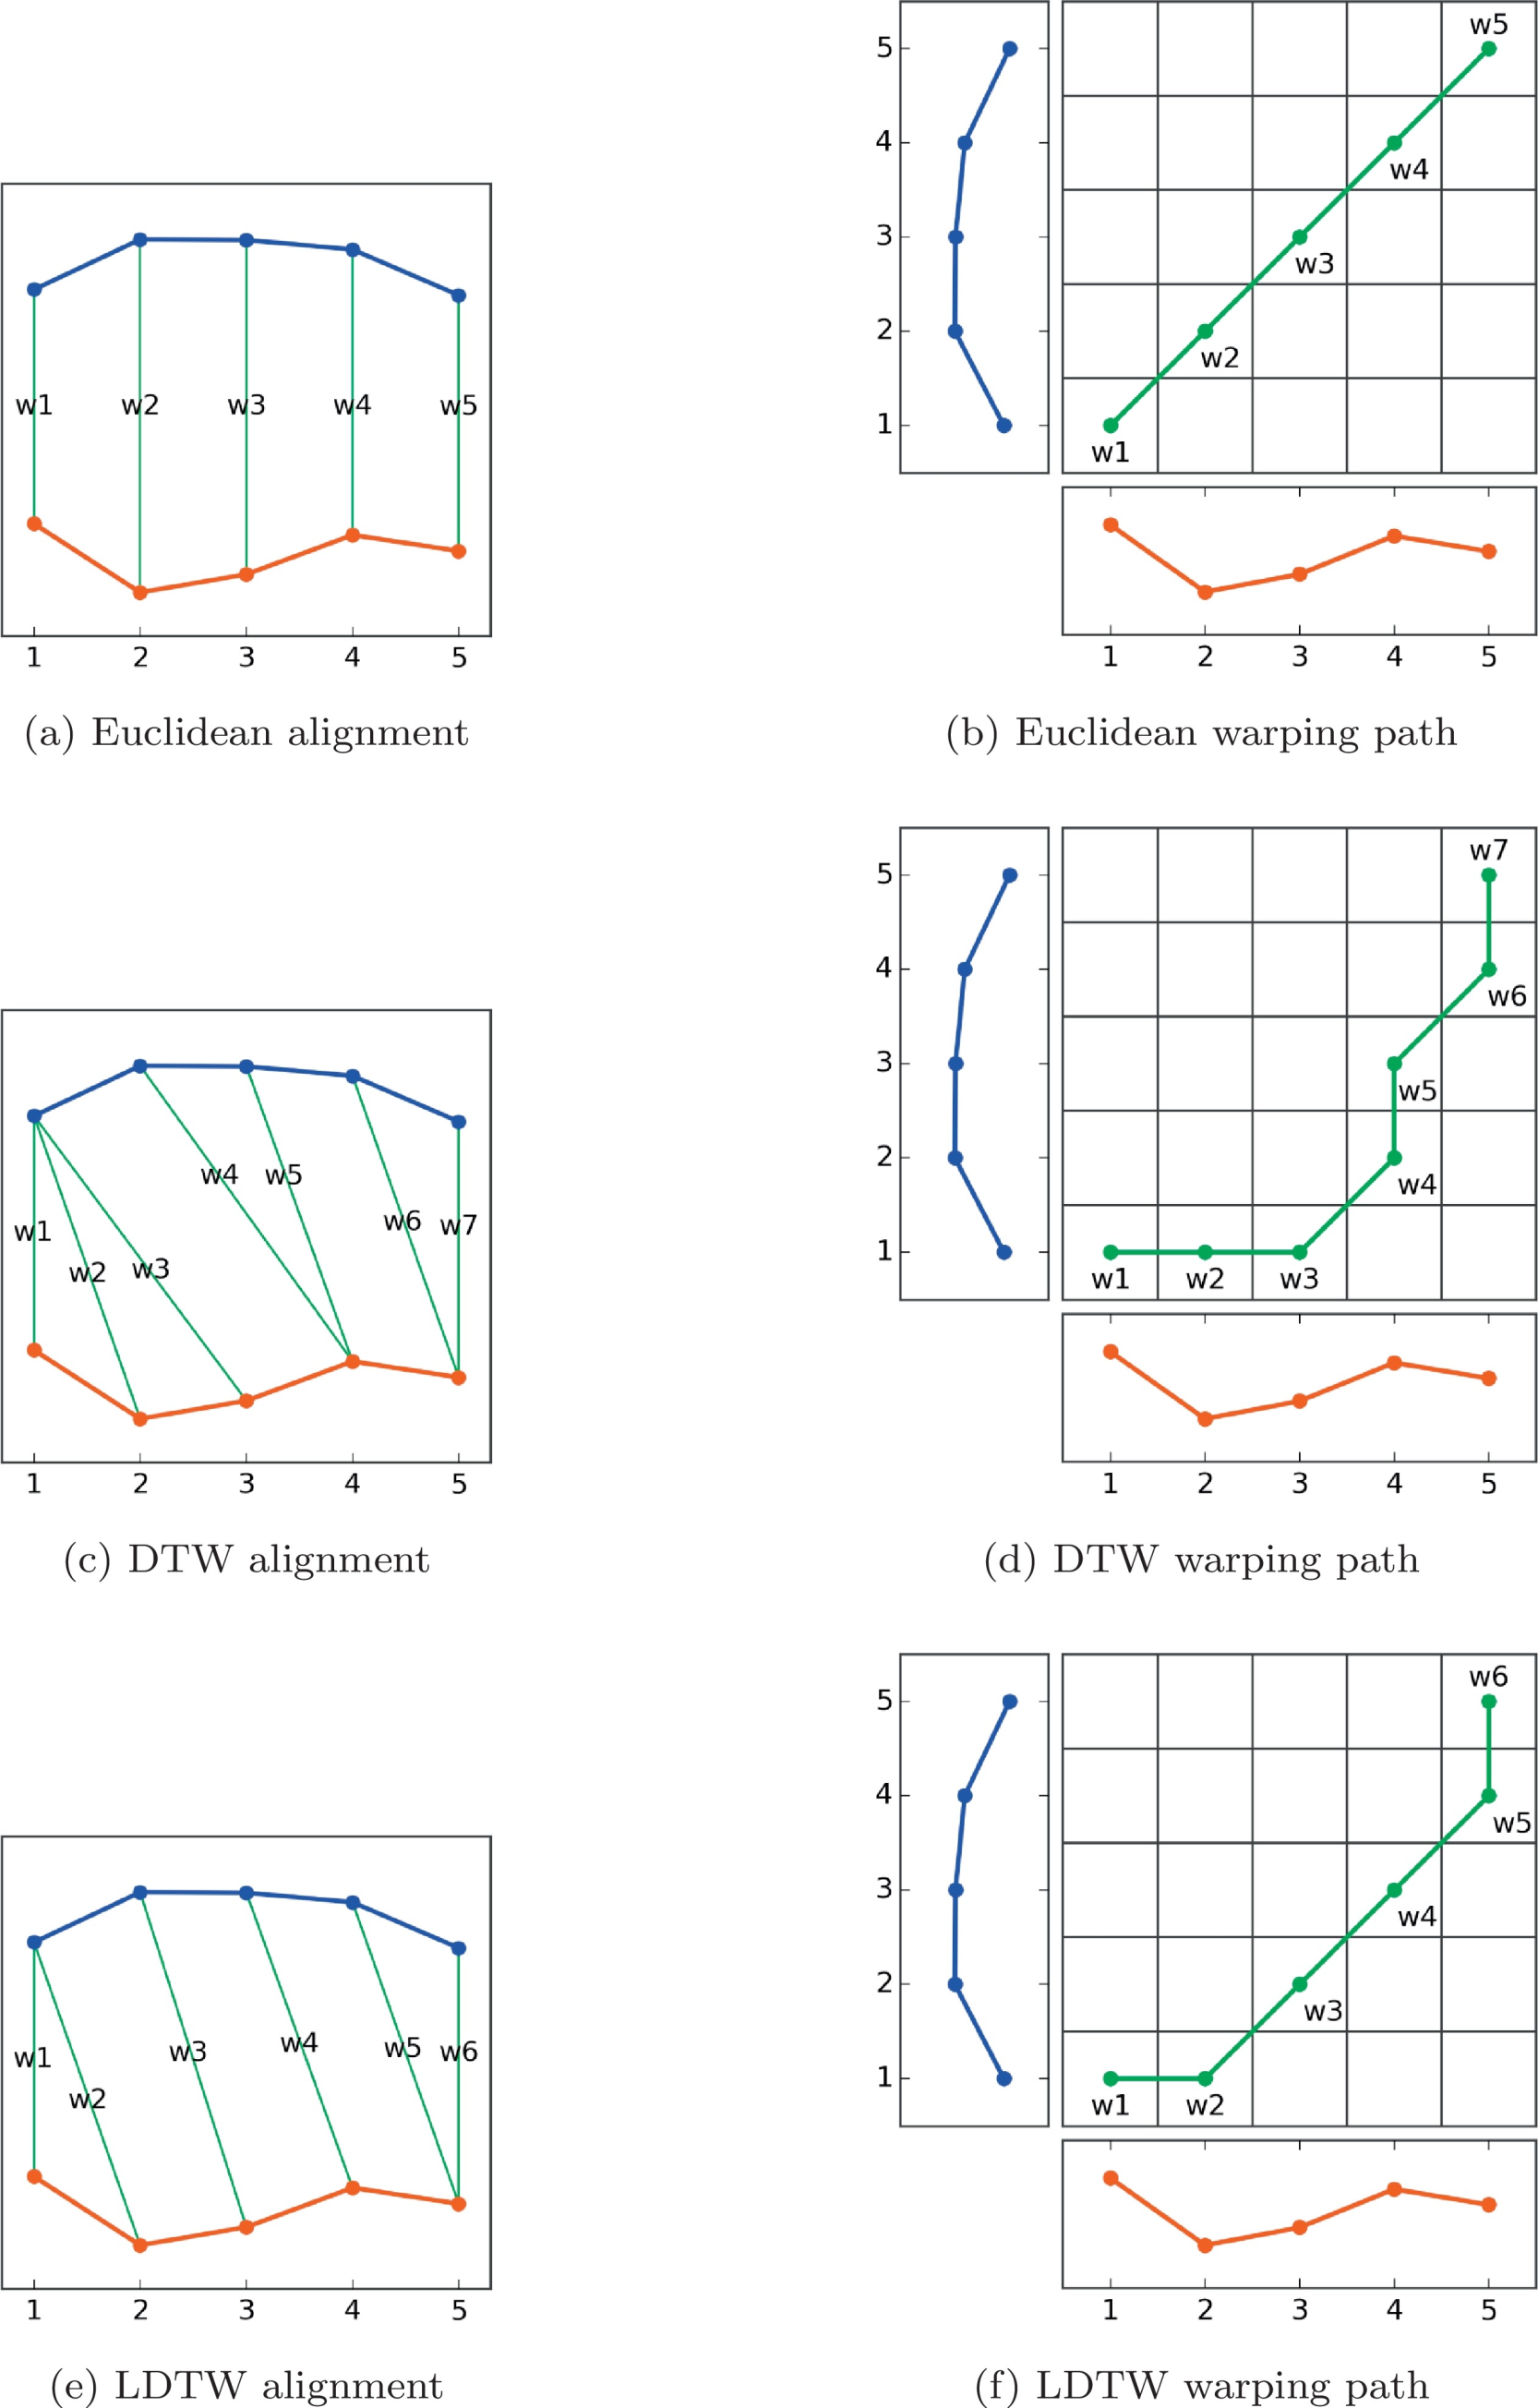 w1 w2 w3 w4 w5
1 2 3 4 5
(a) Euclidean alignment
5
4
3
2
1
w5
w4
w3
w2
w1
1 2 3 4 5
(b) Euclidean warping path
w4 w5
w6 w7
w1
w2 w3
1 2 3 4 5
(c) DTW alignment
5
4
3
2
1
w7
w6
w5
w4
w1 w2 w3
1 2 3 4 5
(d) DTW warping path
w1 w3 w4 w5 w6
w2
1 2 3 4 5
(e) LDTW alignment
5
4
3
2
1
w6
w5
w4
w3
w1 w2
1 2 3 4 5
(f) LDTW warping path